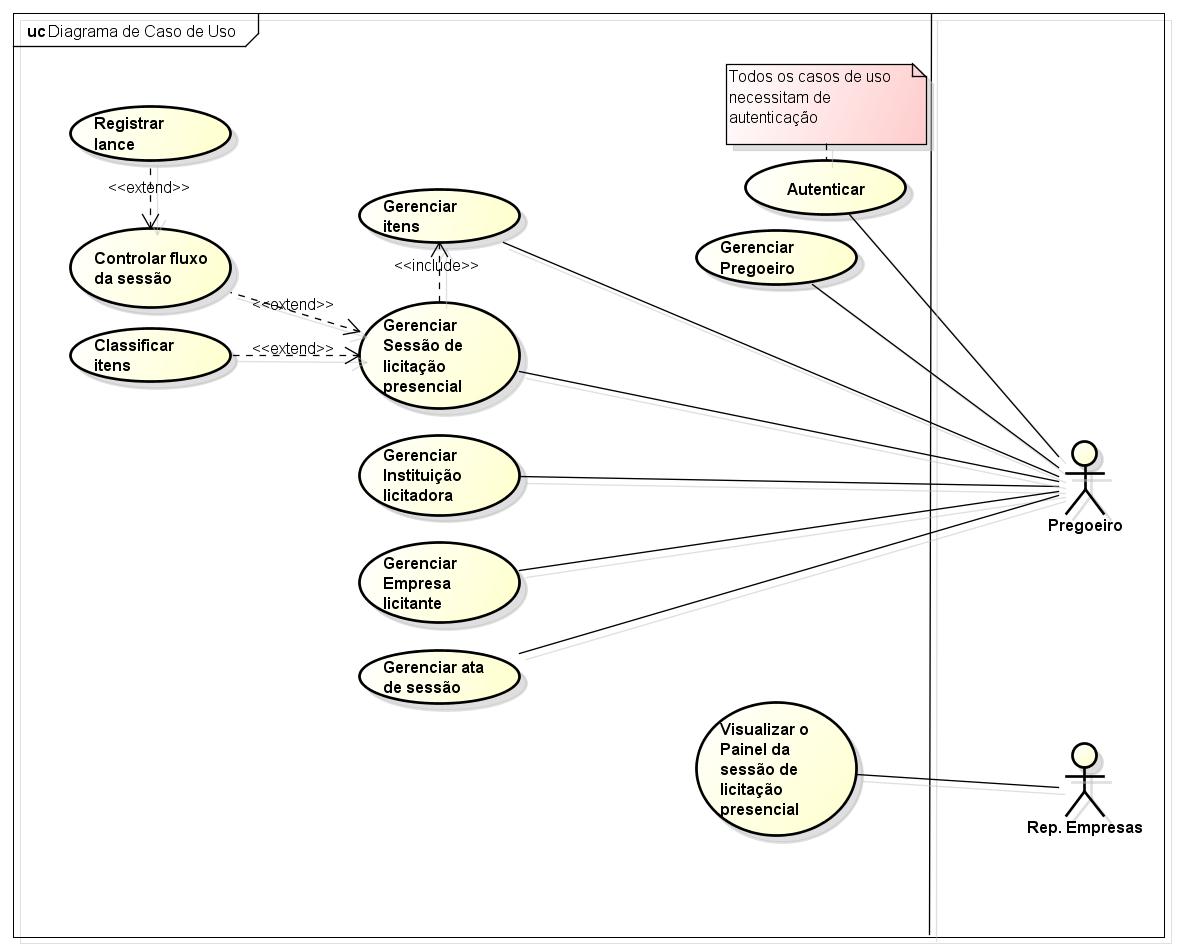 uc Diagrama de Caso de Uso
Todos os casos de uso
necessitam de
autenticação
Registrar
lance
<<extend>>
Autenticar
Gerenciar
itens
Gerenciar
Pregoeiro
Controlar fluxo
da sessão
<<include>>
<<extend>>
Gerenciar
Sessão de
licitação
presencial
Classificar
itens
<<extend>>
Gerenciar
Instituição
licitadora
Pregoeiro
Gerenciar
Empresa
licitante
Gerenciar ata
de sessão
Visualizar o
Painel da
sessão de
licitação
presencial
Rep. Empresas